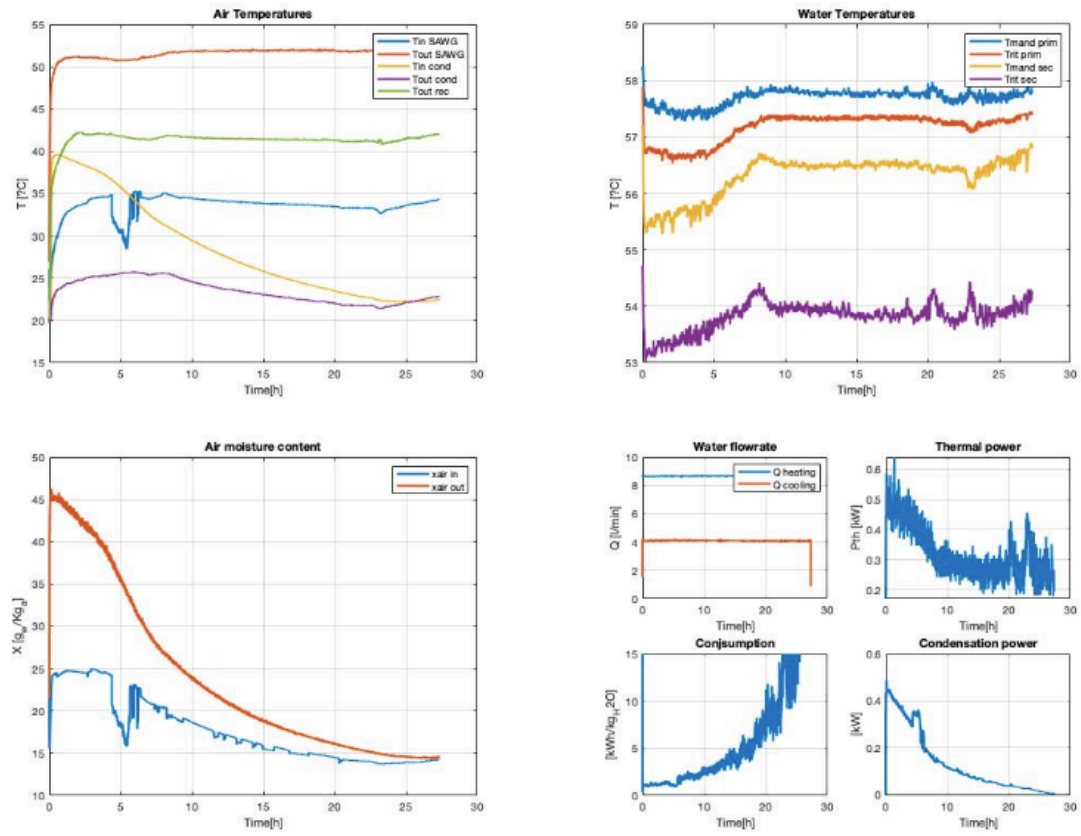 Air Temperatures
55
50
45
40
35
30
25
20
15
T [?C]
0 5 10 15 20 25 30
Time[h]
Tin SAWG
Tout SAWG
Tin cond
Tout cond
Tout rec
Water Temperatures
59
58
57
56
55
54
53
T [?C]
0 5 10 15 20 25 30
Time[h]
Tmand prim
Trit prim
Tmand sec
Trit sec
Air moisture content
50
45
40
35
30
25
20
15
10
X [g_w/Kg_a]
0 5 10 15 20 25 30
Time[h]
xair in
xair out
Water flowrate
10
8
6
4
2
0
Q [l/min]
0 10 20 30
Time[h]
Q heating
Q cooling
Thermal power
0.6
0.5
0.4
0.3
0.2
Pth [kW]
0 10 20 30
Time[h]
Conjsumption
15
10
5
0
[kWh/kg_H2O]
0 10 20 30
Time[h]
Condensation power
0.6
0.4
0.2
0
[kW]
0 10 20 30
Time[h]